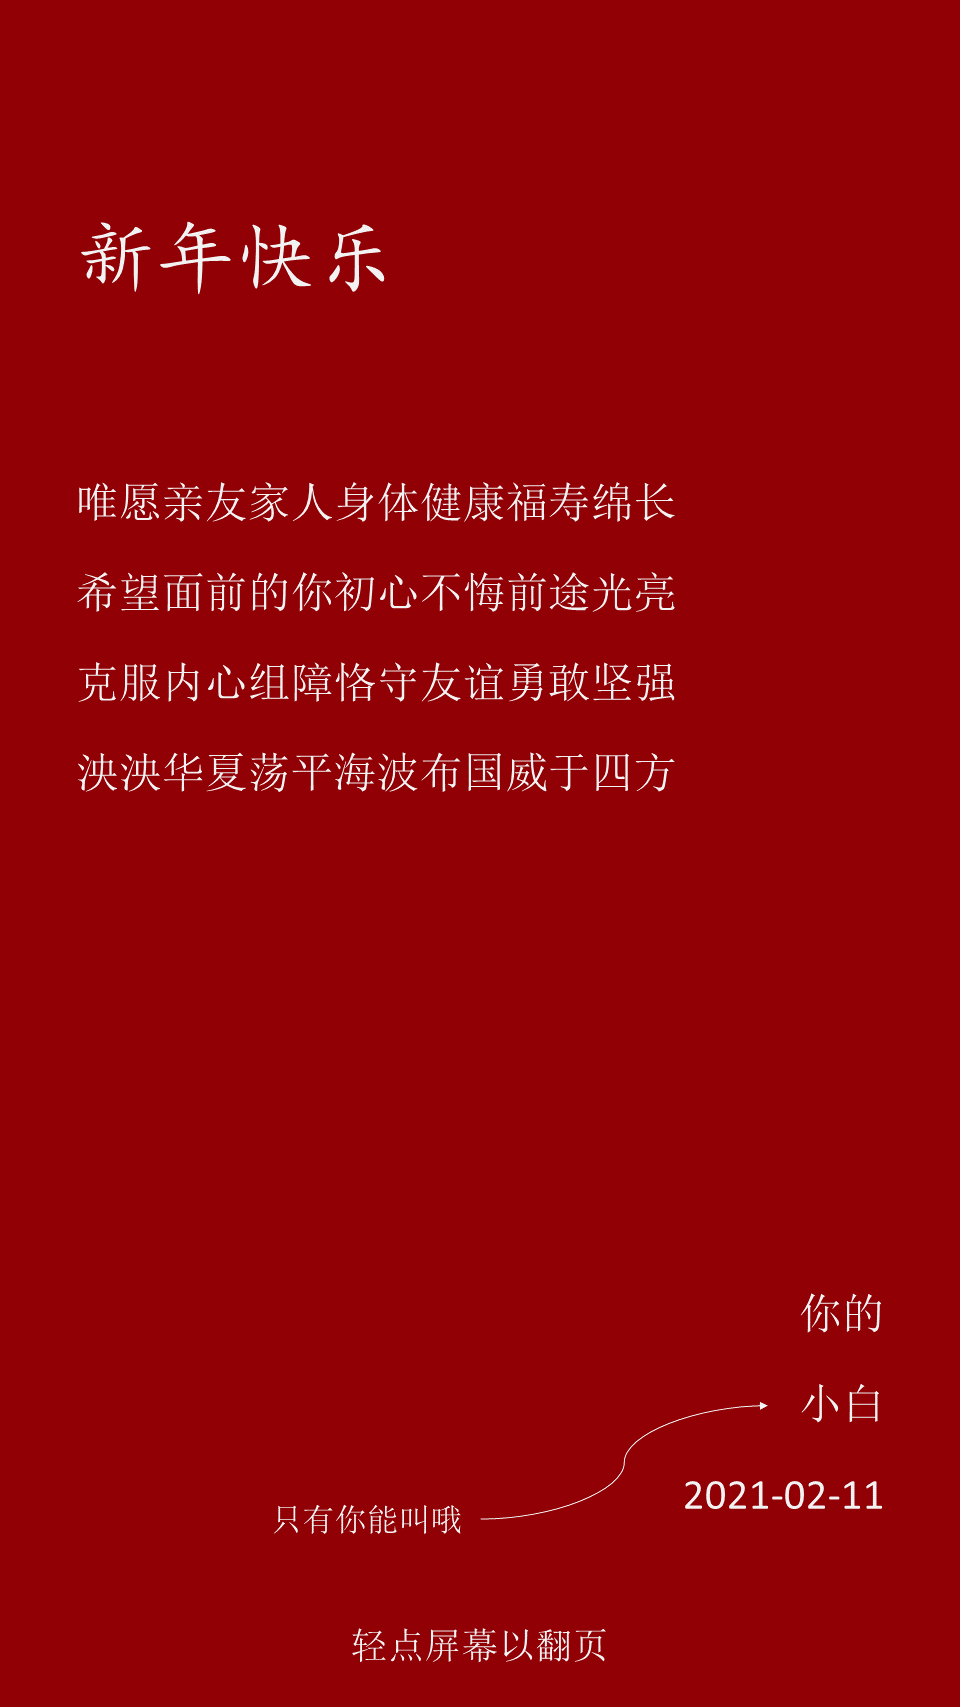 新年快乐
唯愿亲友家人身体健康福寿绵长
希望面前的你初心不悔前途光亮
克服内心组障恪守友谊勇敢坚强
泱泱华夏荡平海波布国威于四方
你的
小白
2021-02-11
只有你能叫哦
轻点屏幕以翻页